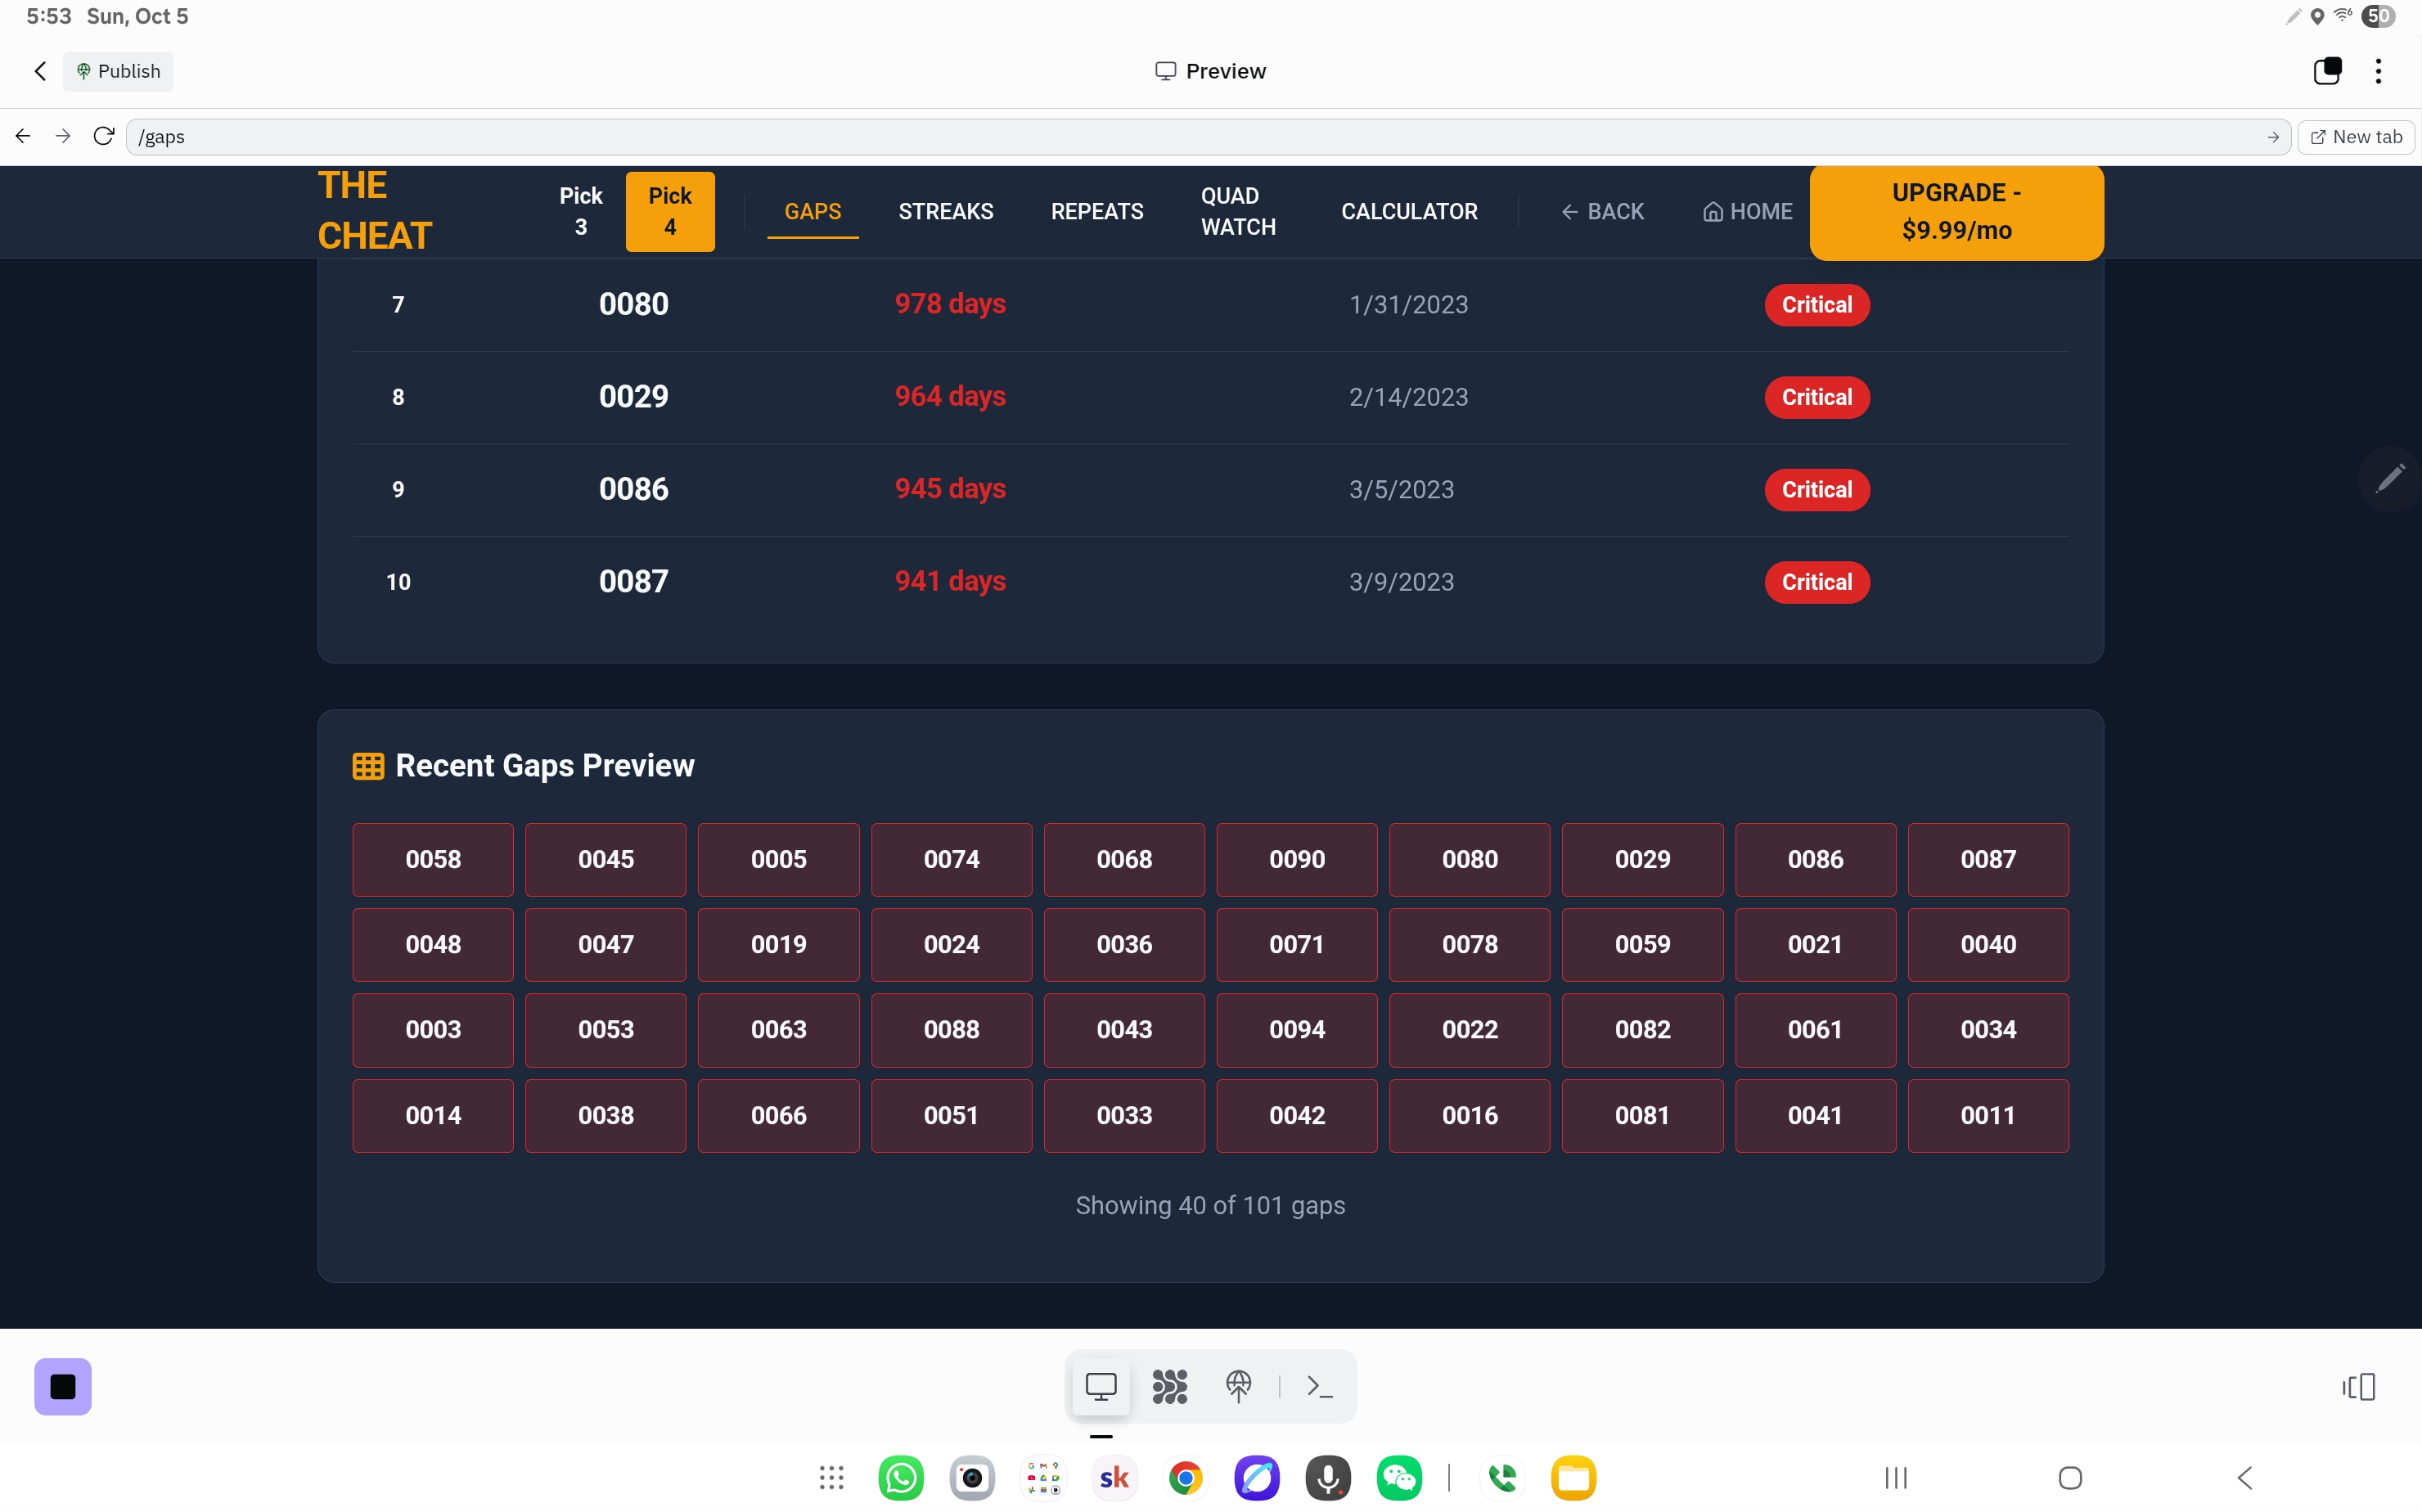 5:53 Sun, Oct 5
50
Publish
Preview
/gaps
New tab
THE
CHEAT
Pick
3
Pick
4
GAPS
STREAKS
REPEATS
QUAD
WATCH
CALCULATOR
BACK
HOME
UPGRADE -
$9.99/mo
7 0080 978 days 1/31/2023 Critical
8 0029 964 days 2/14/2023 Critical
9 0086 945 days 3/5/2023 Critical
10 0087 941 days 3/9/2023 Critical
Recent Gaps Preview
0058 0045 0005 0074 0068 0090 0080 0029 0086 0087
0048 0047 0019 0024 0036 0071 0078 0059 0021 0040
0003 0053 0063 0088 0043 0094 0022 0082 0061 0034
0014 0038 0066 0051 0033 0042 0016 0081 0041 0011
Showing 40 of 101 gaps
sk